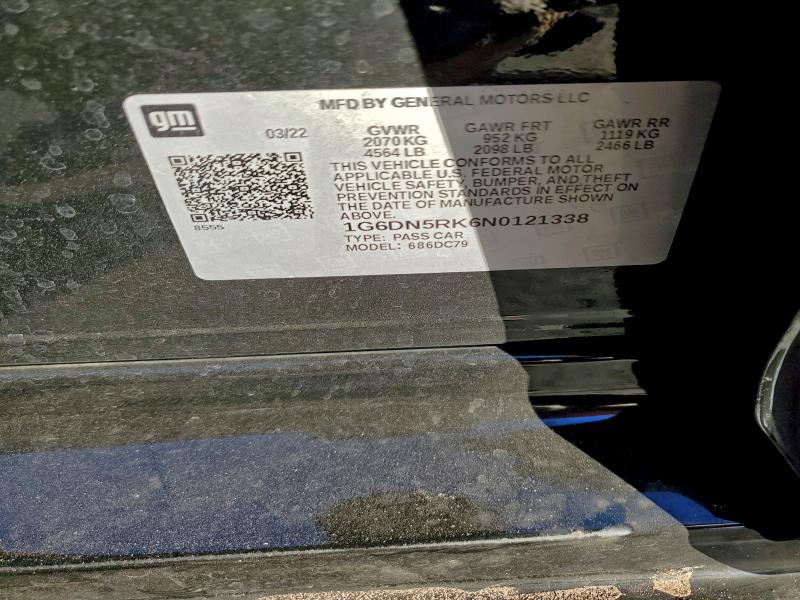 MFD BY GENERAL MOTORS LLC
gm
03/22
GVWR
2070 KG
4564 LB
GAWR FRT
952 KG
2098 LB
GAWR RR
1119 KG
2466 LB
THIS VEHICLE CONFORMS TO ALL
APPLICABLE U.S. FEDERAL MOTOR
VEHICLE SAFETY, BUMPER, AND THEFT
PREVENTION STANDARDS IN EFFECT ON
THE DATE OF MANUFACTURE SHOWN
ABOVE.
8555
1G6DN5RK6N0121338
TYPE: PASS CAR
MODEL: 686DC79